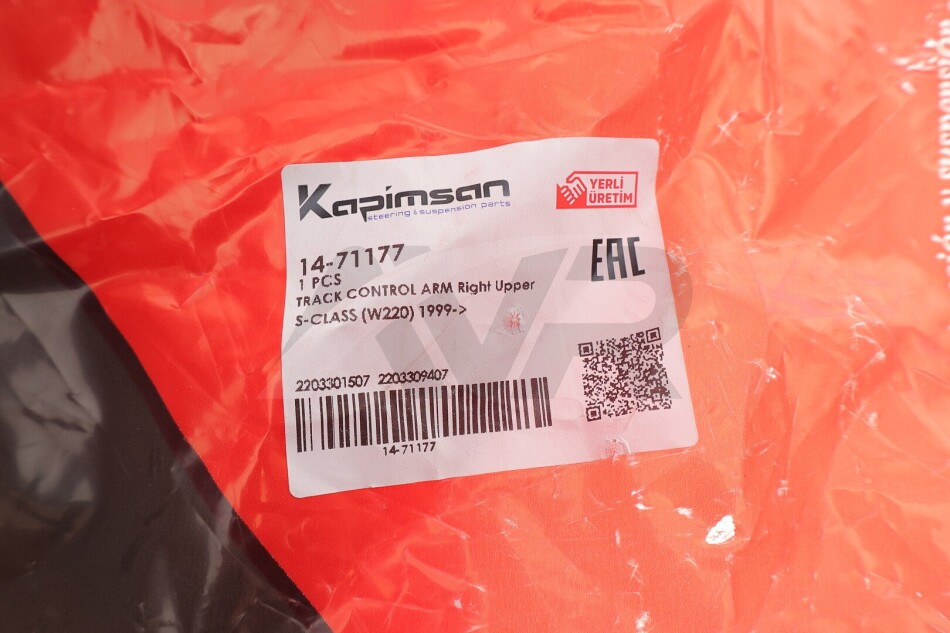 Kapimsan
steering & suspension parts
YERLİ
ÜRETİM
14-71177
1 PCS
TRACK CONTROL ARM Right Upper
S-CLASS (W220) 1999->
EAC
2203301507 2203309407
14-71177